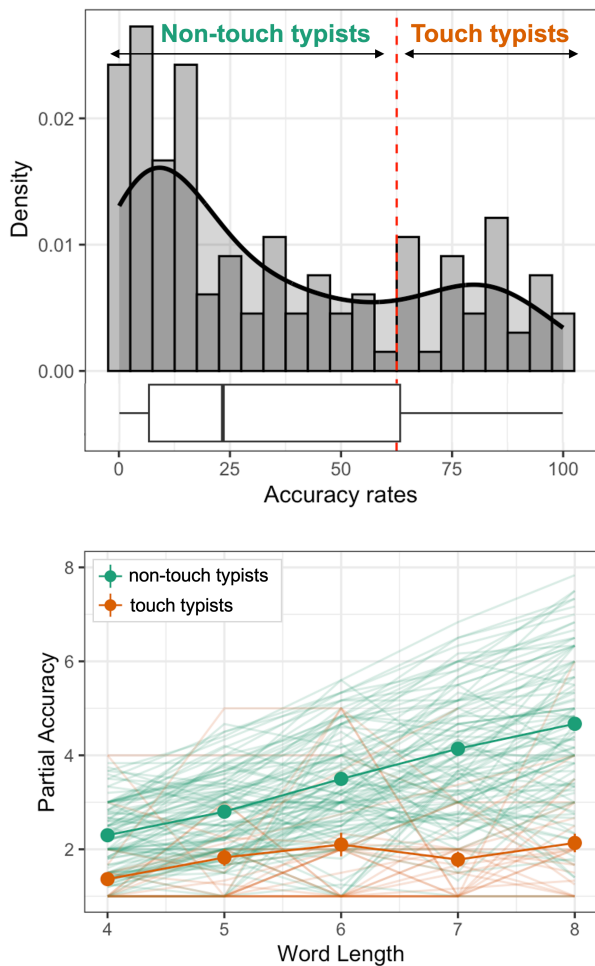 Non-touch typists Touch typists
Density
0.02
0.01
0.00
0 25 50 75 100
Accuracy rates
non-touch typists
touch typists
Partial Accuracy
8
6
4
2
4 5 6 7 8
Word Length